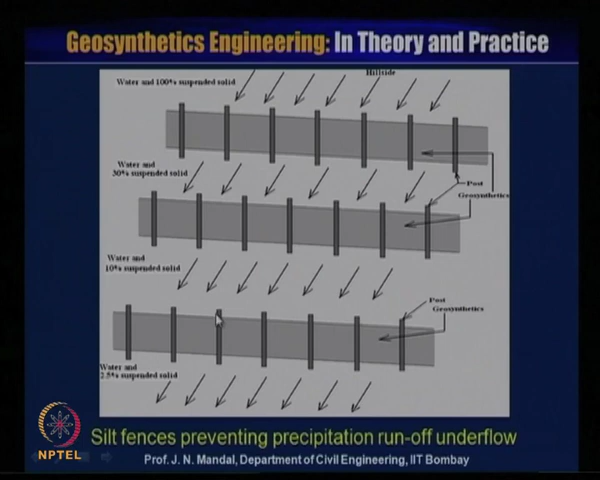 Geosynthetics Engineering: In Theory and Practice
Hillside
Water and 100% suspended solid
Water and
30% suspended solid
Post
Geosynthetics
Water and
10% suspended solid
Post
Geosynthetics
Water and
2.5% suspended solid
Silt fences preventing precipitation run-off underflow
NPTEL
Prof. J. N. Mandal, Department of Civil Engineering, IIT Bombay